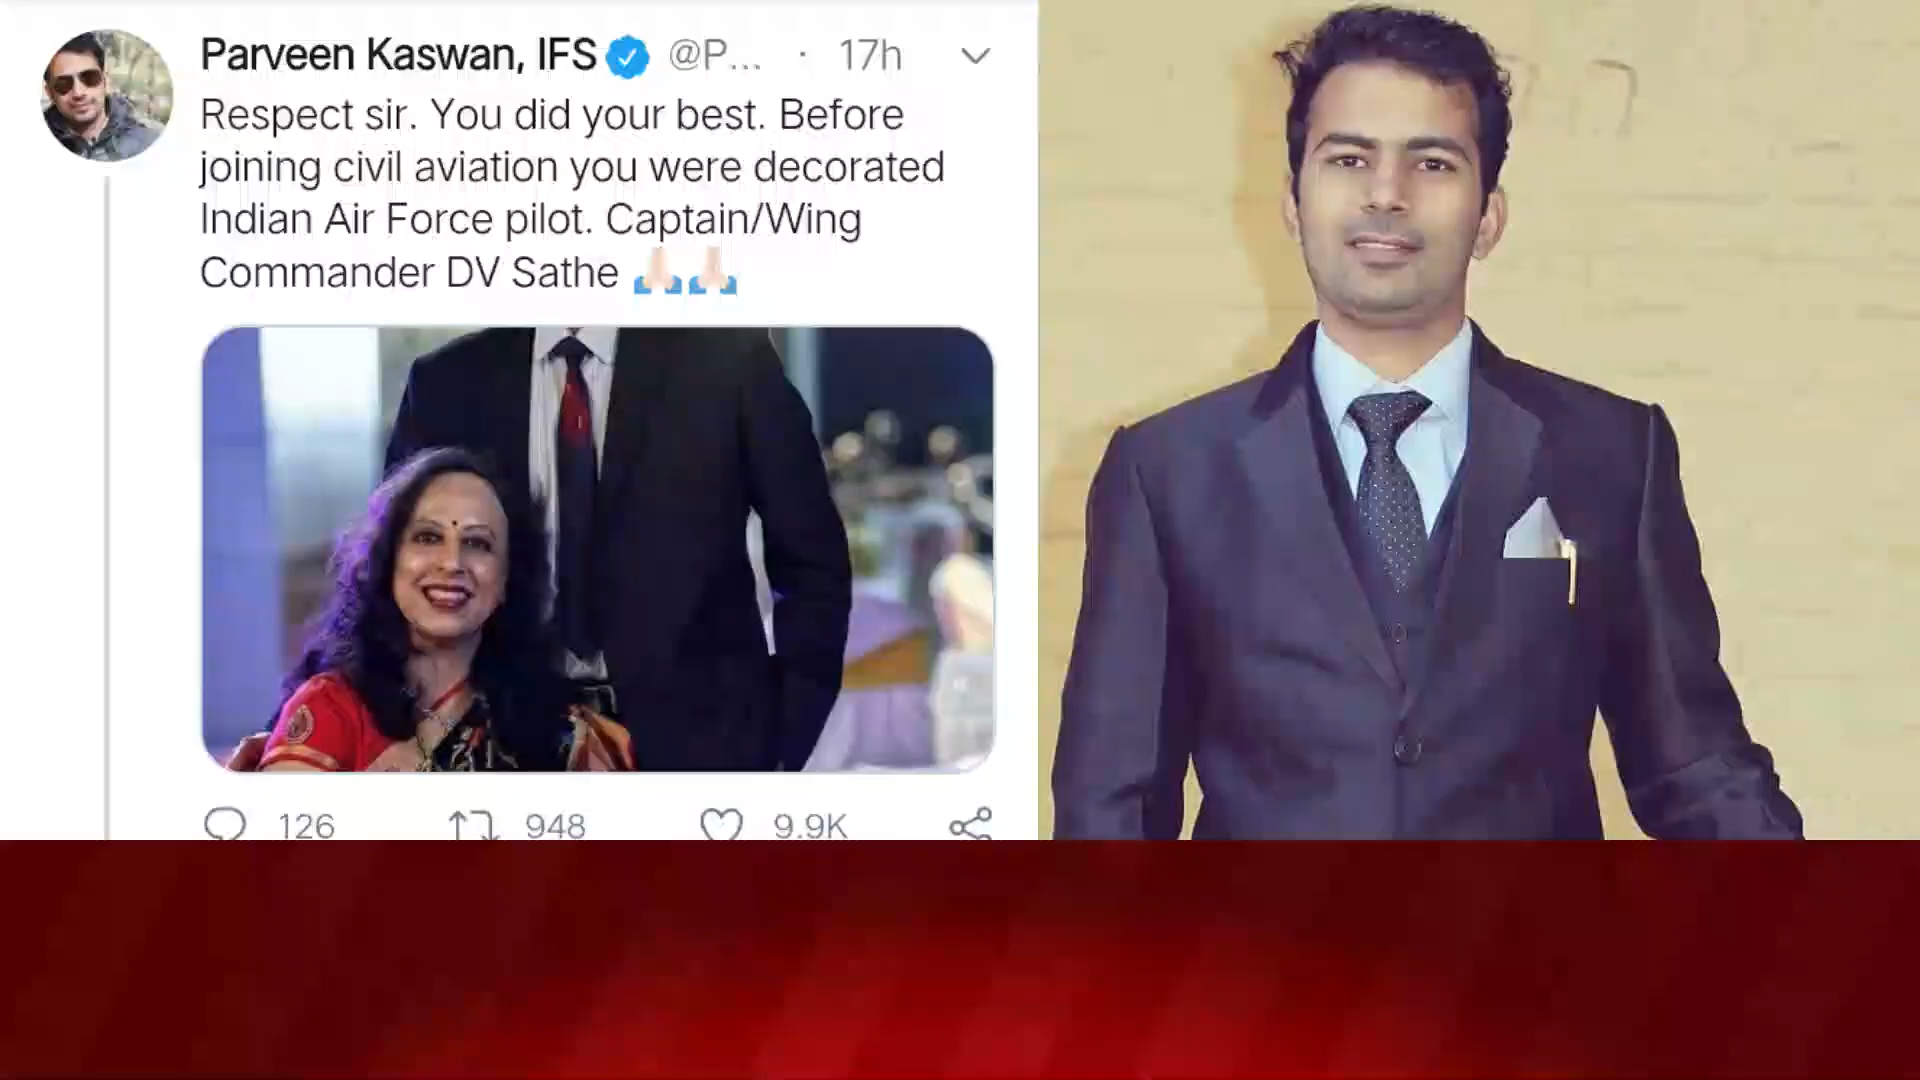 Parveen Kaswan, IFS @P... · 17h
Respect sir. You did your best. Before
joining civil aviation you were decorated
Indian Air Force pilot. Captain/Wing
Commander DV Sathe 🙏🏻🙏🏻
126 948 9.9K